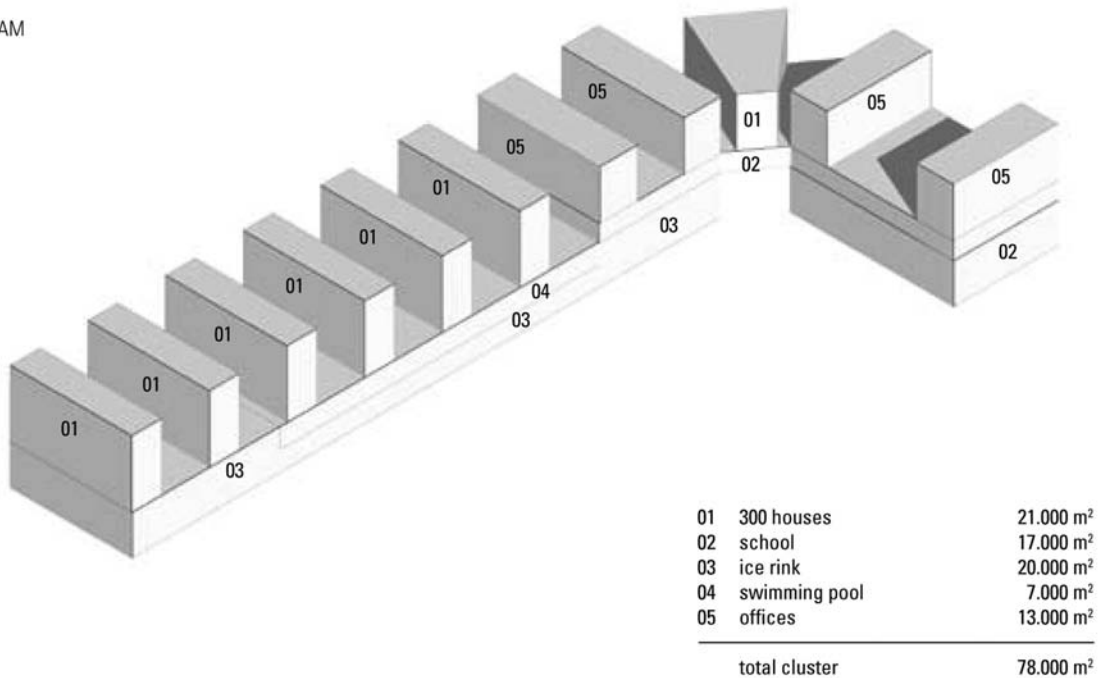 AM
05
01
05
05
02
01
05
01
03
02
01
04
03
01
01
01
03
01 300 houses 21.000 m²
02 school 17.000 m²
03 ice rink 20.000 m²
04 swimming pool 7.000 m²
05 offices 13.000 m²
total cluster 78.000 m²